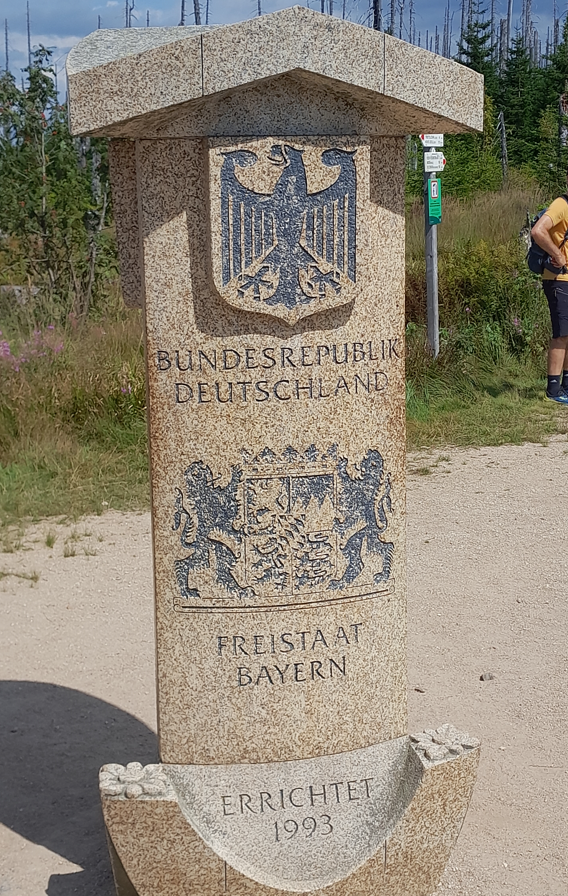 BUNDESREPUBLIK
DEUTSCHLAND
FREISTAAT
BAYERN
ERRICHTET
1993